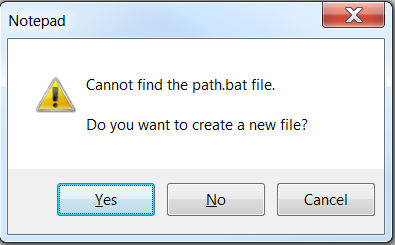 Notepad
Cannot find the path.bat file.
Do you want to create a new file?
Yes
No
Cancel